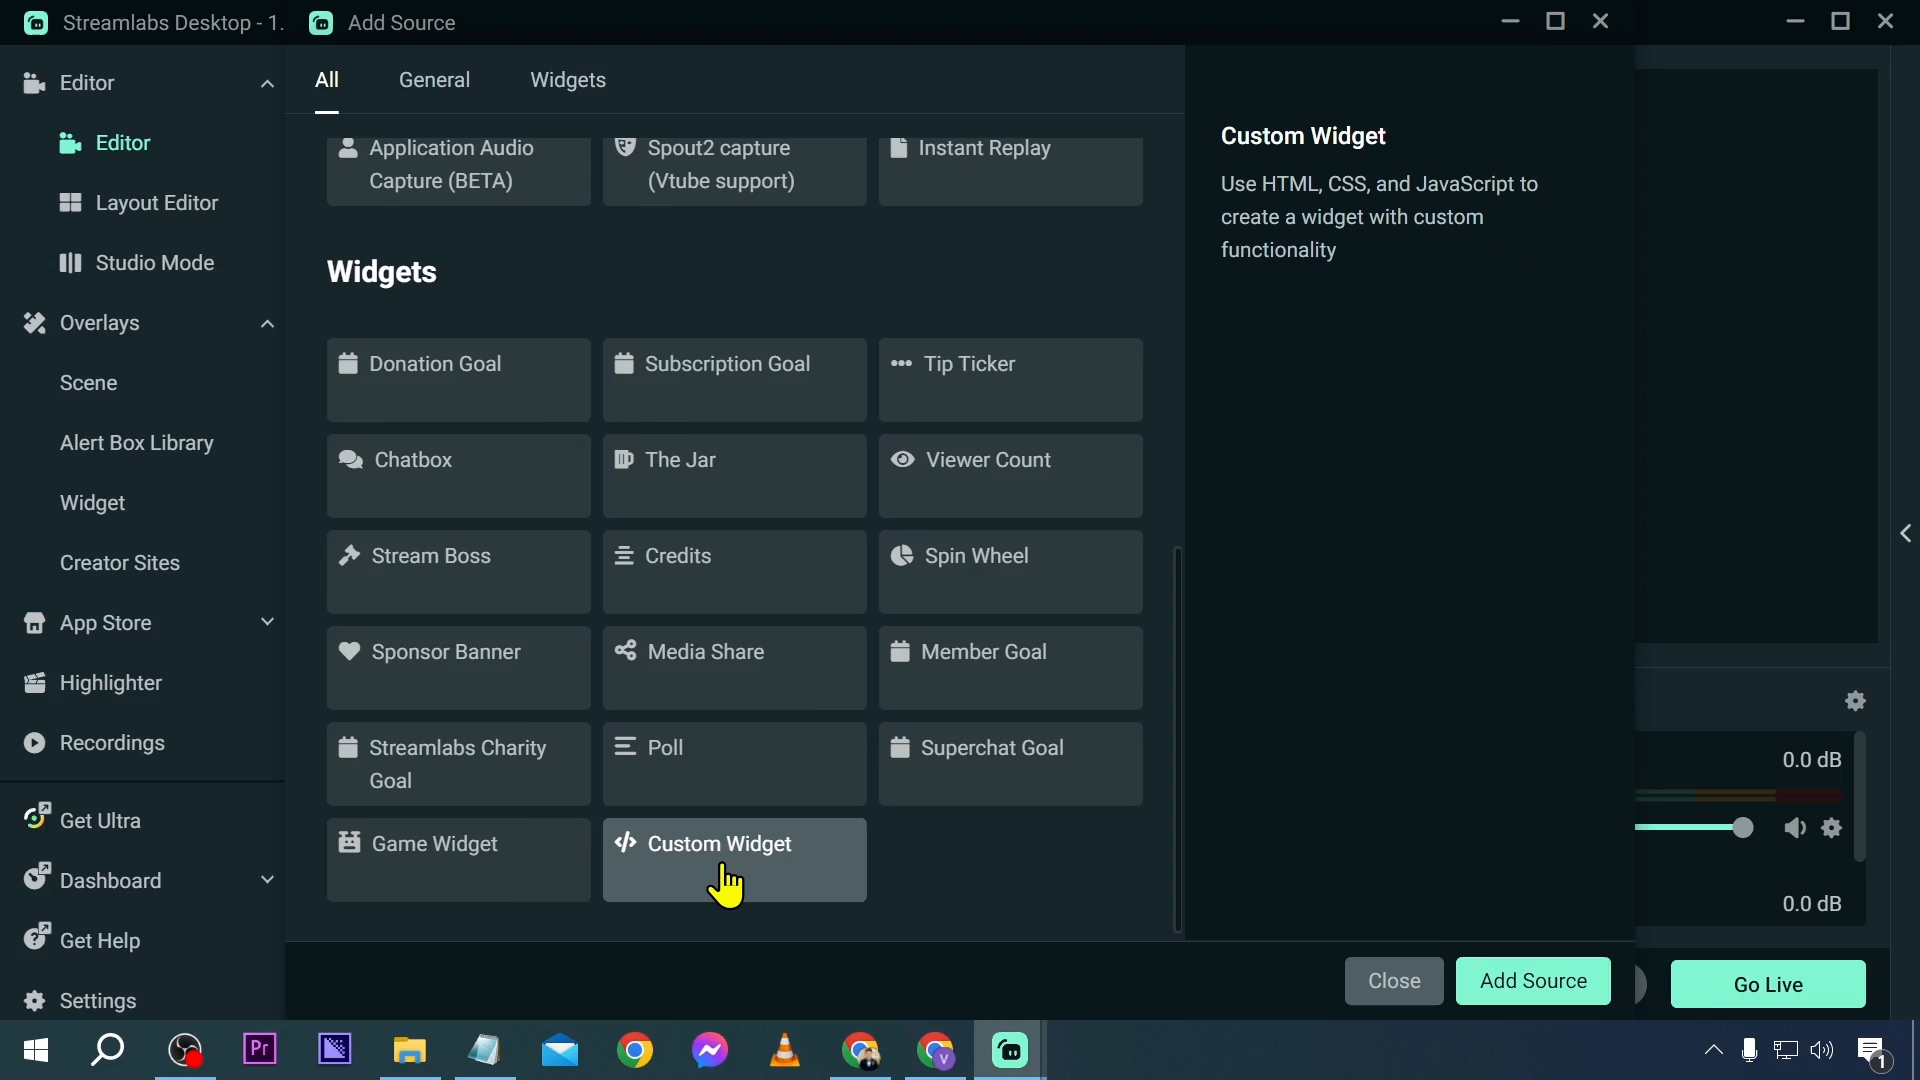 Streamlabs Desktop - 1.
Add Source
Editor
Editor
Layout Editor
Studio Mode
Overlays
Scene
Alert Box Library
Widget
Creator Sites
App Store
Highlighter
Recordings
Get Ultra
Dashboard
Get Help
Settings
All
General
Widgets
Application Audio
Capture (BETA)
Spout2 capture
(Vtube support)
Instant Replay
Widgets
Donation Goal
Subscription Goal
Tip Ticker
Chatbox
The Jar
Viewer Count
Stream Boss
Credits
Spin Wheel
Sponsor Banner
Media Share
Member Goal
Streamlabs Charity
Goal
Poll
Superchat Goal
Game Widget
Custom Widget
Custom Widget
Use HTML, CSS, and JavaScript to
create a widget with custom
functionality
Close
Add Source
0.0 dB
0.0 dB
Go Live
Pr
V
1